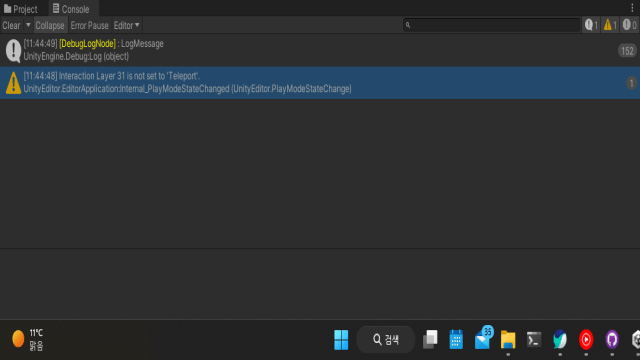 Project
Console
Clear
Collapse
Error Pause
Editor
1
1
0
[11:44:49] [DebugLogNode] : LogMessage
UnityEngine.Debug:Log (object)
152
[11:44:48] Interaction Layer 31 is not set to 'Teleport'.
UnityEditor.EditorApplication:Internal_PlayModeStateChanged (UnityEditor.PlayModeStateChange)
1
11℃
맑음
검색
35